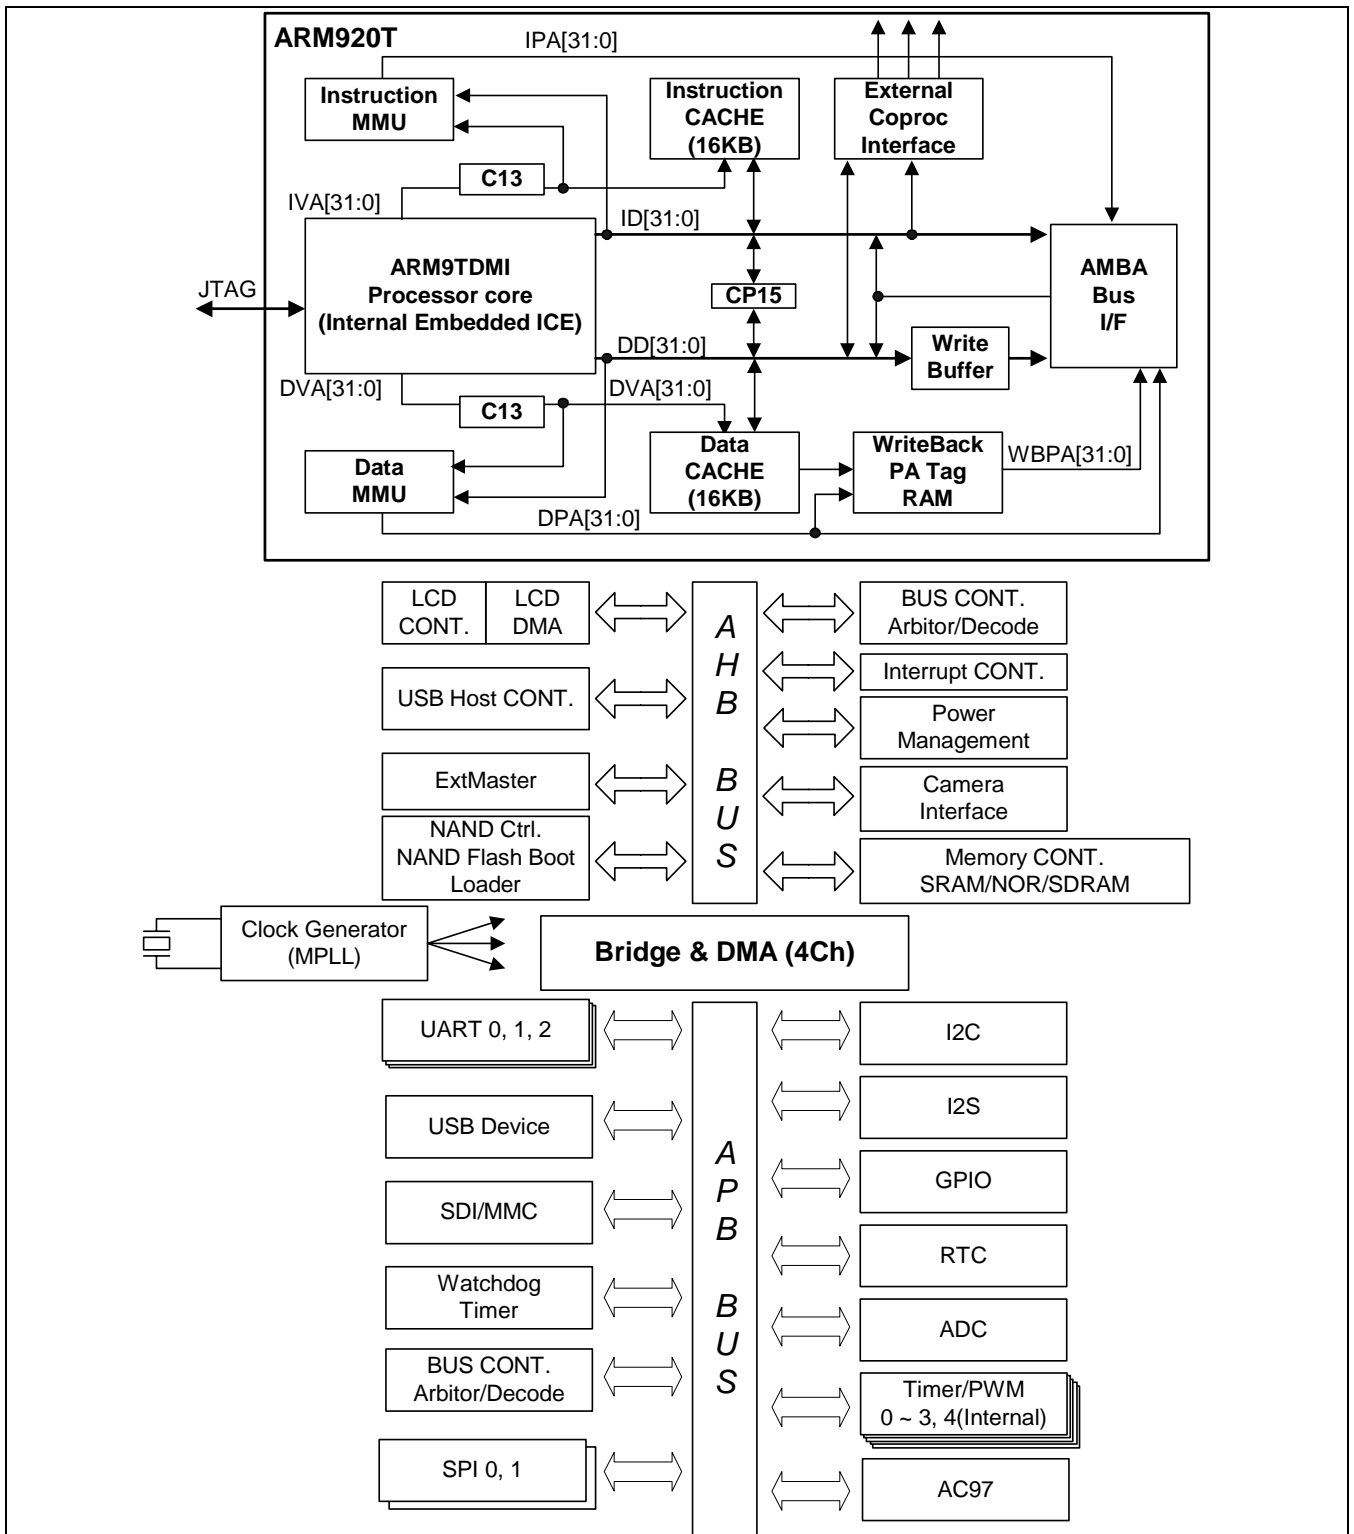 ARM920T
IPA[31:0]
Instruction
MMU
Instruction
CACHE
(16KB)
External
Coproc
Interface
C13
IVA[31:0]
ID[31:0]
ARM9TDMI
Processor core
(Internal Embedded ICE)
JTAG
CP15
AMBA
Bus
I/F
DD[31:0]
Write
Buffer
DVA[31:0]
DVA[31:0]
C13
Data
MMU
Data
CACHE
(16KB)
WriteBack
PA Tag
RAM
WBPA[31:0]
DPA[31:0]
LCD
CONT.
LCD
DMA
USB Host CONT.
ExtMaster
NAND Ctrl.
NAND Flash Boot
Loader
A
H
B
B
U
S
BUS CONT.
Arbitor/Decode
Interrupt CONT.
Power
Management
Camera
Interface
Memory CONT.
SRAM/NOR/SDRAM
Clock Generator
(MPLL)
Bridge & DMA (4Ch)
UART 0, 1, 2
USB Device
SDI/MMC
Watchdog
Timer
BUS CONT.
Arbitor/Decode
SPI 0, 1
A
P
B
B
U
S
I2C
I2S
GPIO
RTC
ADC
Timer/PWM
0 ~ 3, 4(Internal)
AC97